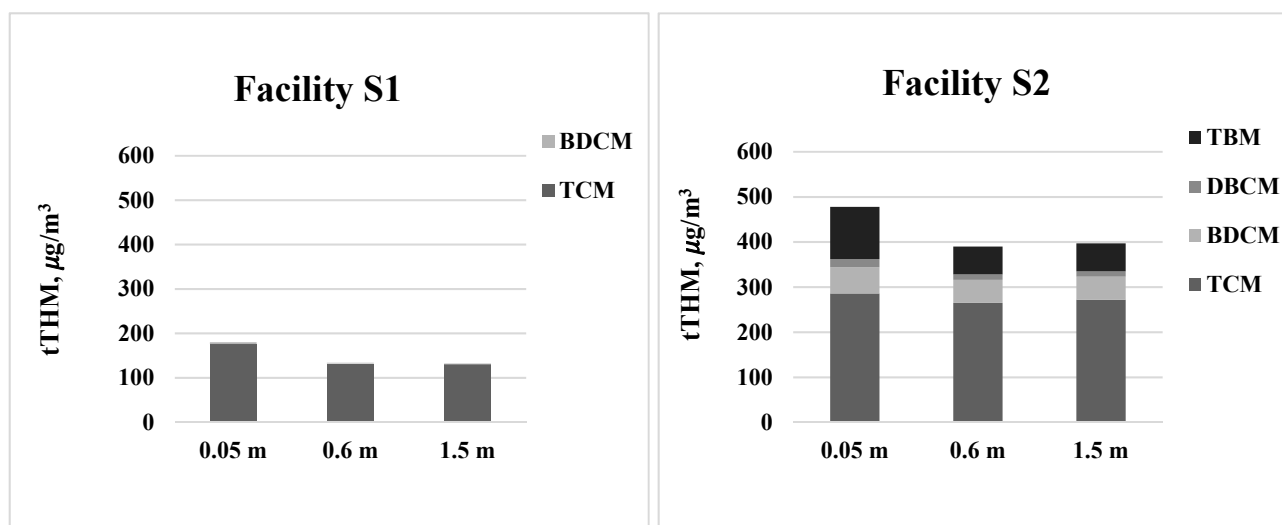 Facility S1
BDCM
TCM
600
500
400
300
200
100
0
tTHM, µg/m³
0.05 m 0.6 m 1.5 m
Facility S2
TBM
DBCM
BDCM
TCM
600
500
400
300
200
100
0
tTHM, µg/m³
0.05 m 0.6 m 1.5 m